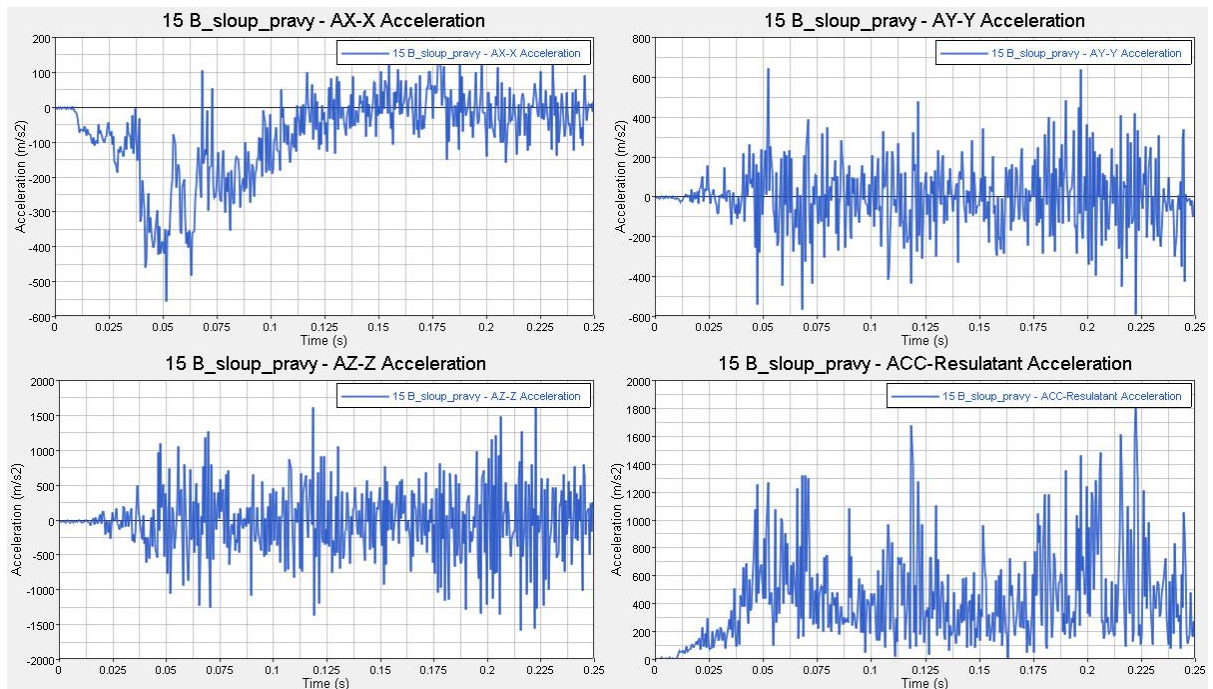 15 B_sloup_pravy - AX-X Acceleration
15 B_sloup_pravy - AX-X Acceleration
200
100
0
-100
-200
-300
-400
-500
-600
Acceleration (m/s2)
0 0.025 0.05 0.075 0.1 0.125 0.15 0.175 0.2 0.225 0.25
Time (s)
15 B_sloup_pravy - AY-Y Acceleration
15 B_sloup_pravy - AY-Y Acceleration
800
600
400
200
0
-200
-400
-600
Acceleration (m/s2)
0 0.025 0.05 0.075 0.1 0.125 0.15 0.175 0.2 0.225 0.25
Time (s)
15 B_sloup_pravy - AZ-Z Acceleration
15 B_sloup_pravy - AZ-Z Acceleration
2000
1500
1000
500
0
-500
-1000
-1500
-2000
Acceleration (m/s2)
0 0.025 0.05 0.075 0.1 0.125 0.15 0.175 0.2 0.225 0.25
Time (s)
15 B_sloup_pravy - ACC-Resulatant Acceleration
15 B_sloup_pravy - ACC-Resulatant Acceleration
2000
1800
1600
1400
1200
1000
800
600
400
200
0
Acceleration (m/s2)
0 0.025 0.05 0.075 0.1 0.125 0.15 0.175 0.2 0.225 0.25
Time (s)